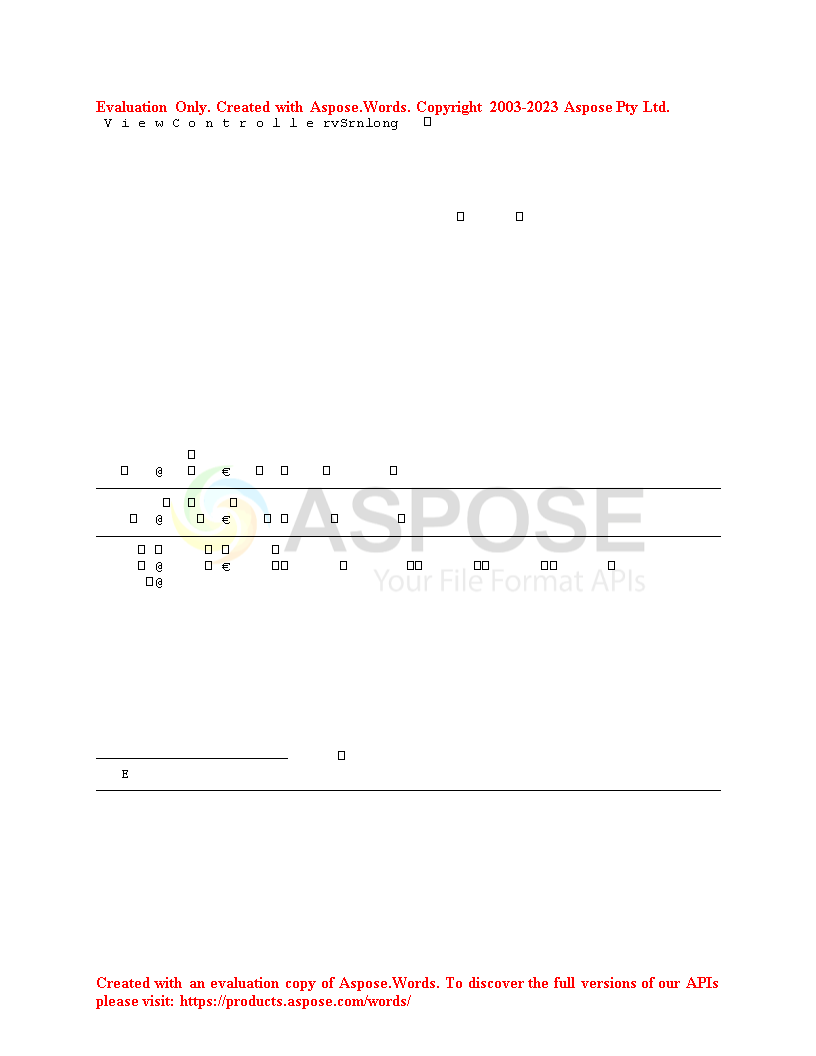 Evaluation Only. Created with Aspose.Words. Copyright 2003-2023 Aspose Pty Ltd.
V i e w C o n t r o l l e rvSrnlong □
□ □
□
□ @ □ € □ □ □ □
□ □ □
□ @ □ € □ □ □ □
□ □ □ □ □
□ @ □ € □□ □ □□ □□ □□ □
□@
ASPOSE
Your File Format APIs
□
E
Created with an evaluation copy of Aspose.Words. To discover the full versions of our APIs
please visit: https://products.aspose.com/words/